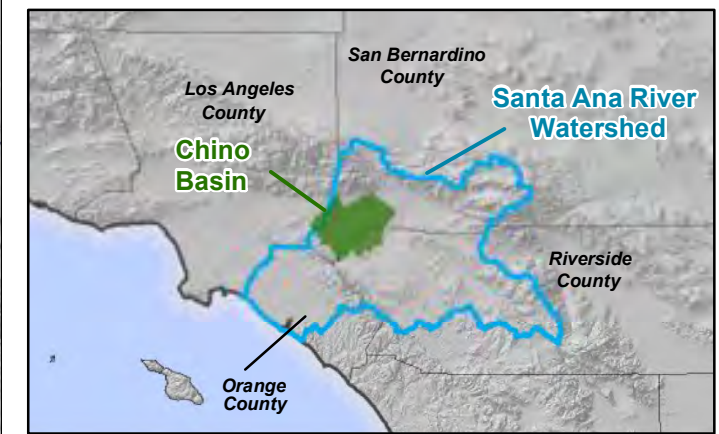 San Bernardino
County
Los Angeles
County
Santa Ana River
Watershed
Chino
Basin
Riverside
County
Orange
County